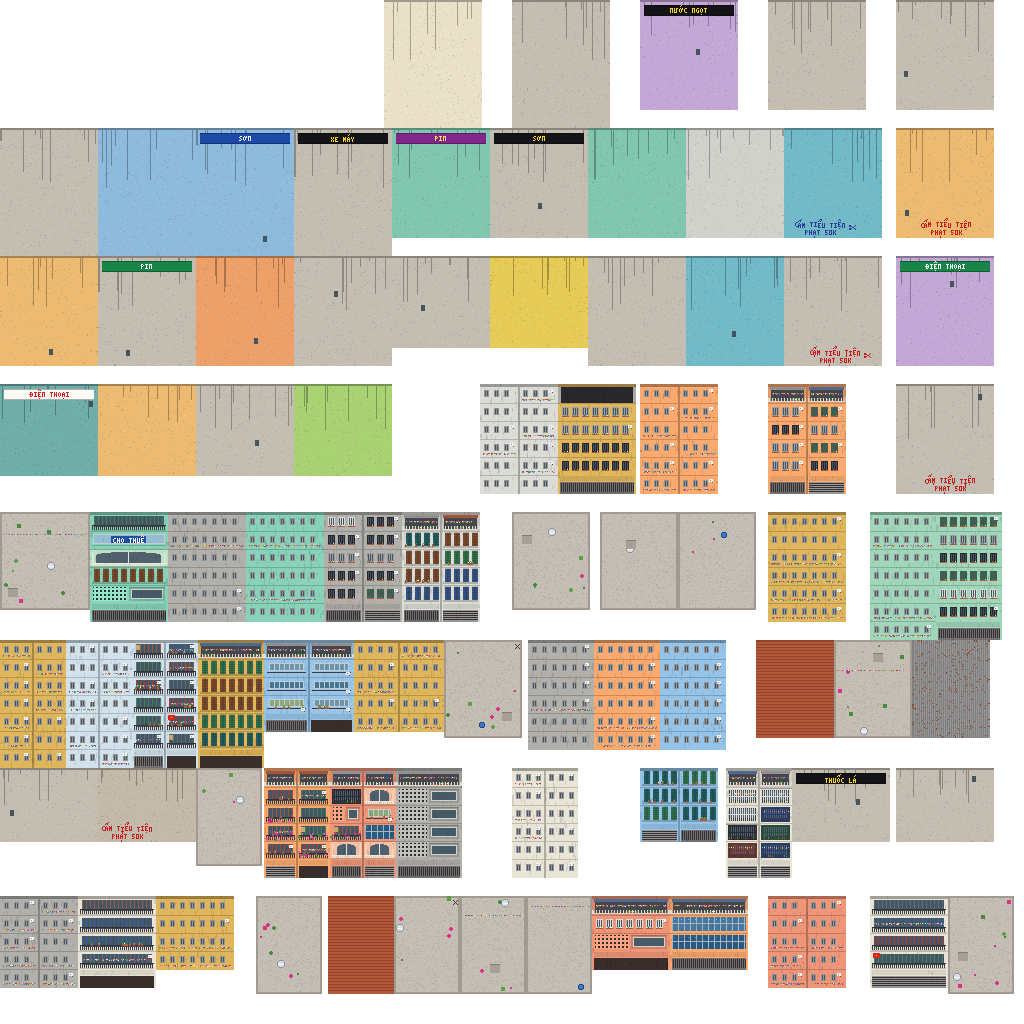 NƯỚC NGỌT
SƠN
XE MÁY
PIN
SƠN
CẤM TIỂU TIỆN
PHẠT 50K
CẤM TIỂU TIỆN
PHẠT 50K
PIN
ĐIỆN THOẠI
CẤM TIỂU TIỆN
PHẠT 50K
ĐIỆN THOẠI
CẤM TIỂU TIỆN
PHẠT 50K
CHO THUÊ
THUỐC LÁ
CẤM TIỂU TIỆN
PHẠT 50K